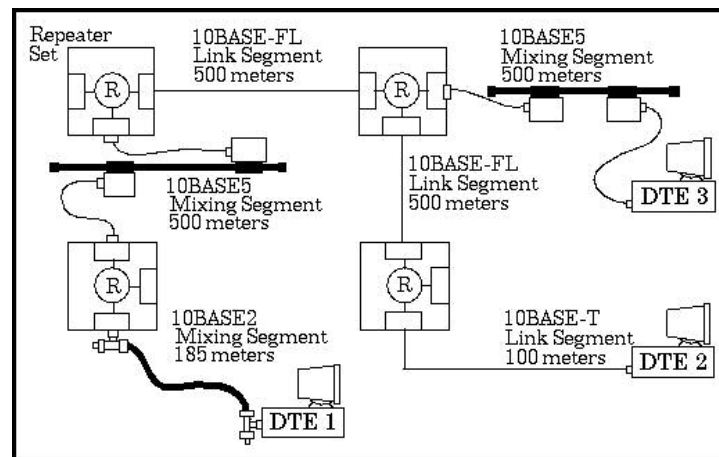 Repeater
Set
10BASE-FL
Link Segment
500 meters
10BASE5
Mixing Segment
500 meters
R
R
10BASE5
Mixing Segment
500 meters
10BASE-FL
Link Segment
500 meters
DTE 3
R
R
10BASE2
Mixing Segment
185 meters
10BASE-T
Link Segment
100 meters
DTE 2
DTE 1